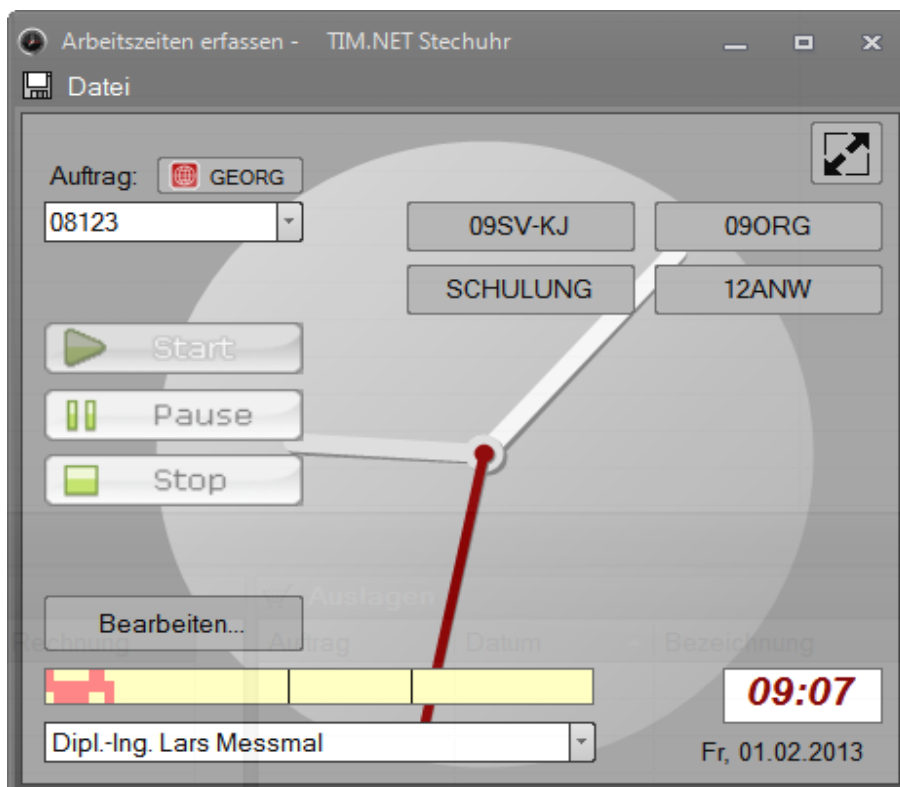 Arbeitszeiten erfassen - TIM.NET Stechuhr
Datei
Auftrag: GEORG
08123
09SV-KJ 09ORG
SCHULUNG 12ANW
Start
Pause
Stop
Auslagen
Bearbeiten...
Rechnung Auftrag Datum Bezeichnung
09:07
Dipl.-Ing. Lars Messmal
Fr, 01.02.2013